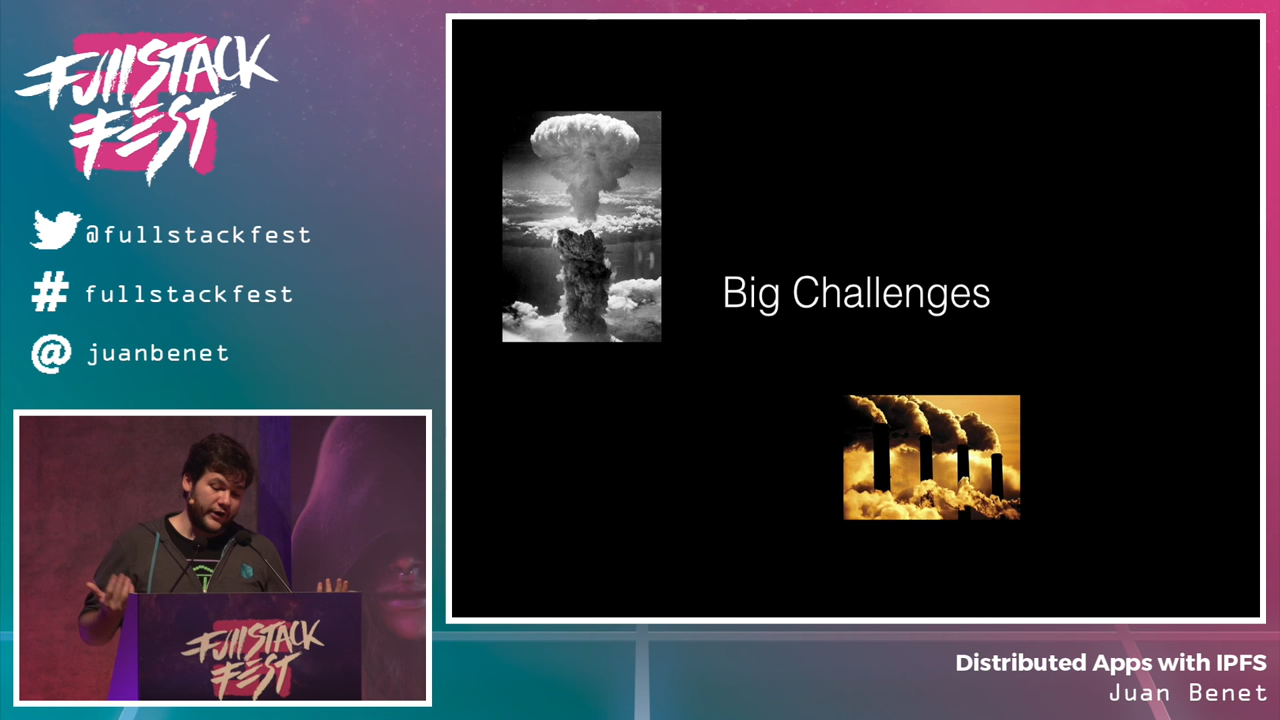 FullSTACK
FEST
@fullstackfest
# fullstackfest
@ juanbenet
Big Challenges
FullSTACK
FEST
Distributed Apps with IPFS
Juan Benet